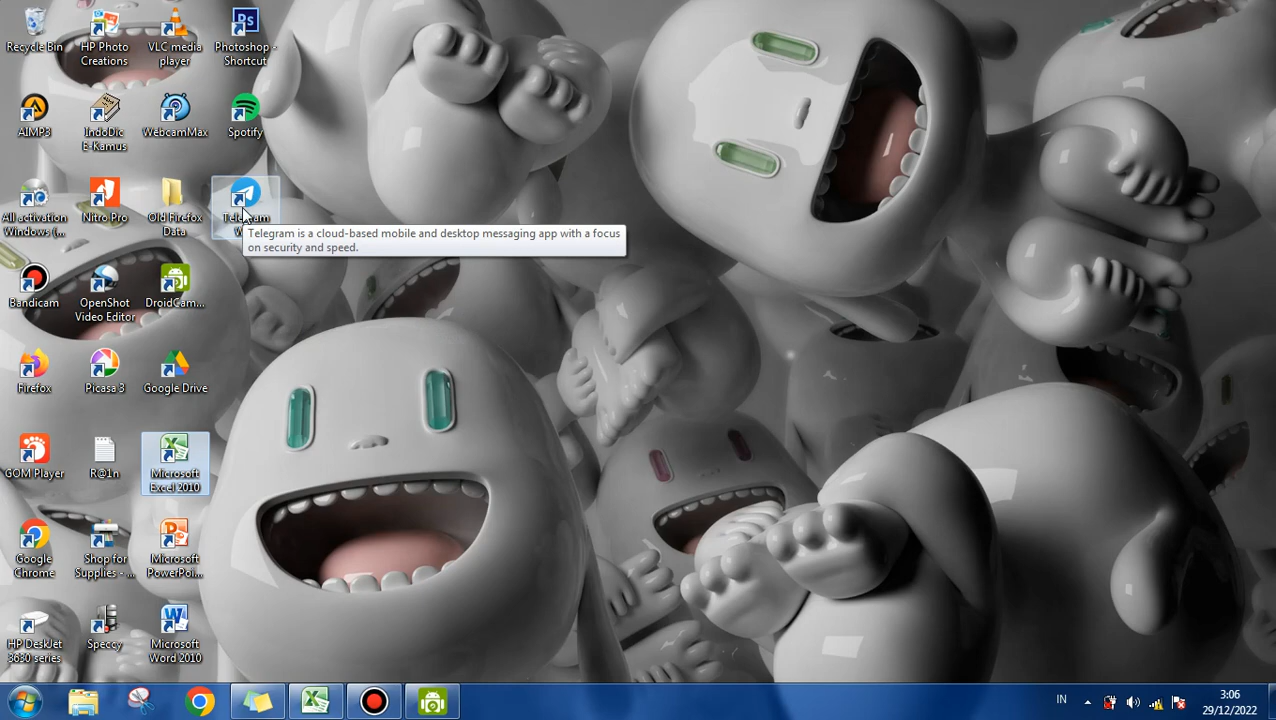 Recycle Bin
HP Photo
Creations
VLC media
player
Photoshop -
Shortcut
AIMP3
IndoDic
E-Kamus
WebcamMax
Spotify
All activation
Windows (...
Nitro Pro
Old Firefox
Data
Telegram
Telegram is a cloud-based mobile and desktop messaging app with a focus
on security and speed.
Bandicam
OpenShot
Video Editor
DroidCam...
Firefox
Picasa 3
Google Drive
GOM Player
R@1n
Microsoft
Excel 2010
Google
Chrome
Shop for
Supplies - ...
Microsoft
PowerPoi...
HP DeskJet
3630 series
Speccy
Microsoft
Word 2010
IN
3:06
29/12/2022